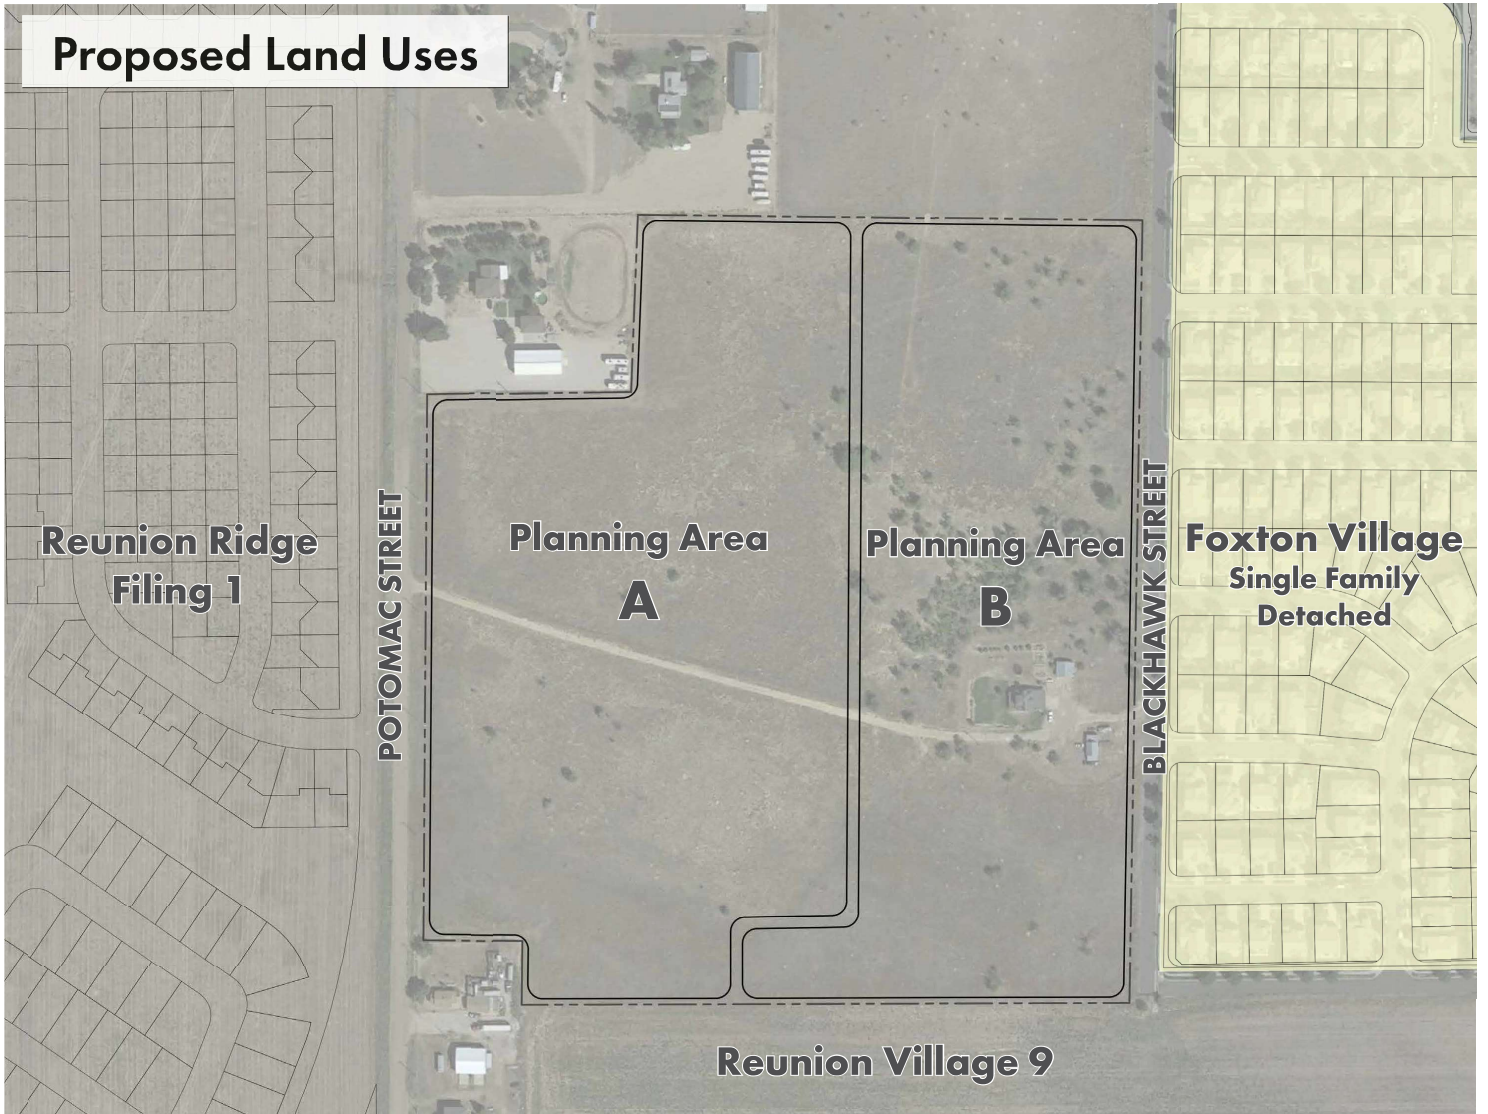 Proposed Land Uses
Reunion Ridge
Filing 1
POTOMAC STREET
Planning Area
A
Planning Area
B
BLACKHAWK STREET
Foxton Village
Single Family
Detached
Reunion Village 9